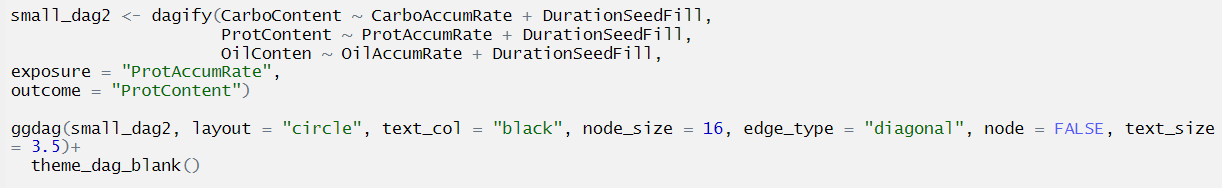 small_dag2 <- dagify(CarboContent ~ CarboAccumRate + DurationSeedFill,
                     ProtContent ~ ProtAccumRate + DurationSeedFill,
                     OilConten ~ OilAccumRate + DurationSeedFill,
exposure = "ProtAccumRate",
outcome = "ProtContent")

ggdag(small_dag2, layout = "circle", text_col = "black", node_size = 16, edge_type = "diagonal", node = FALSE, text_size
= 3.5)+
  theme_dag_blank()